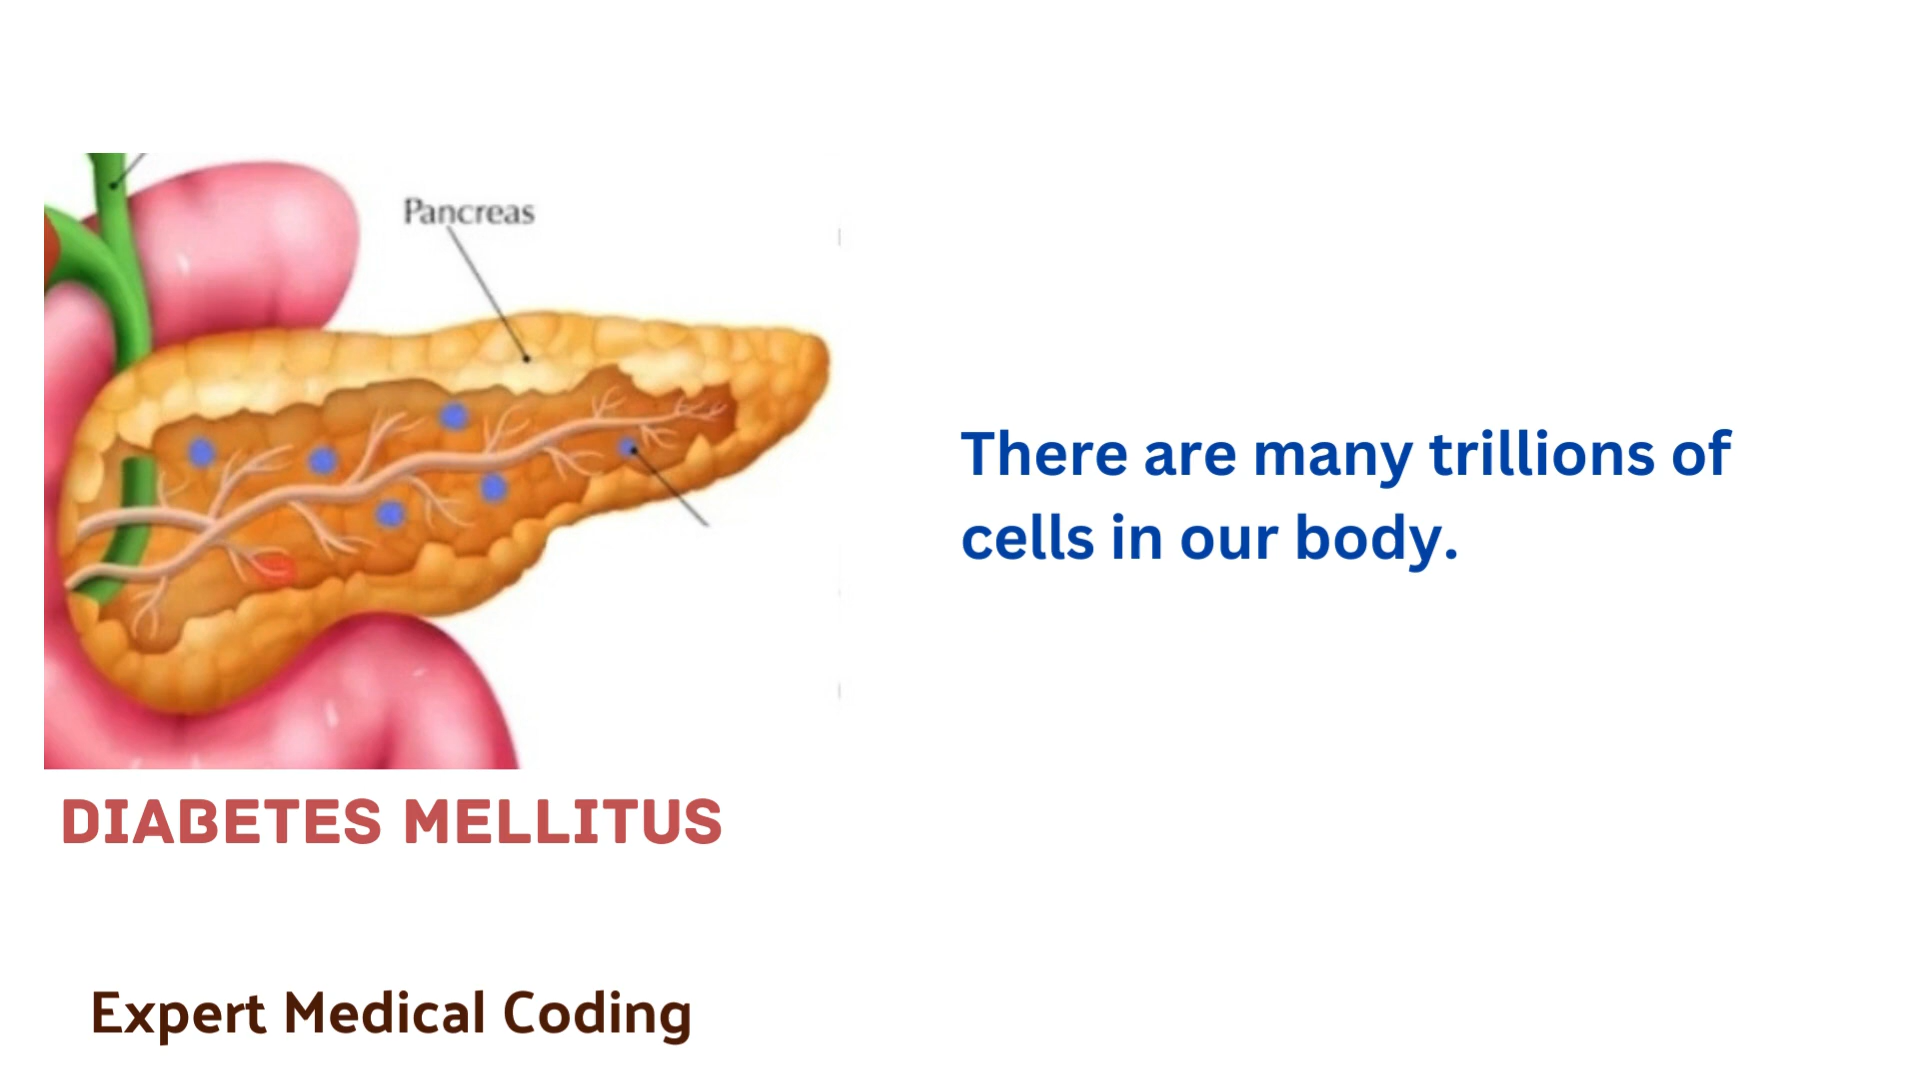 Pancreas
There are many trillions of
cells in our body.
DIABETES MELLITUS
Expert Medical Coding